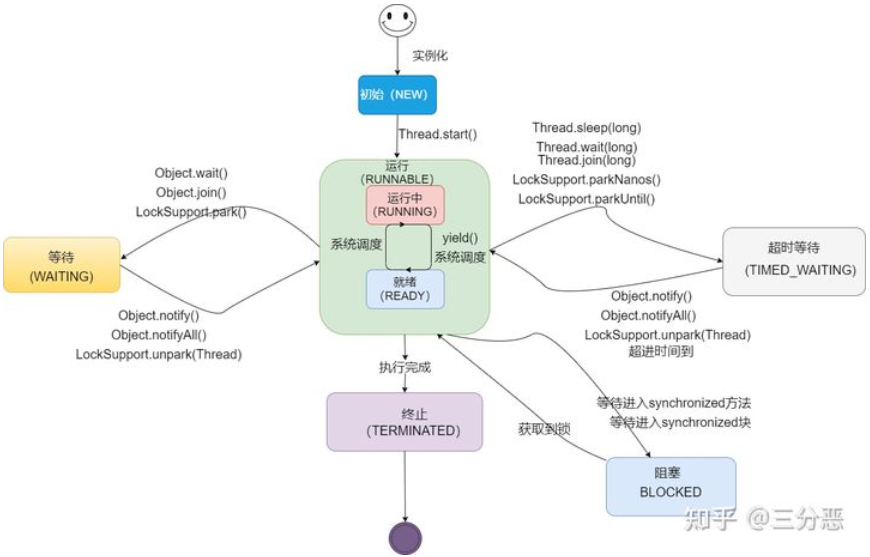 实例化
初始（NEW）
Thread.start()
Thread.sleep(long)
Thread.wait(long)
Thread.join(long)
LockSupport.parkNanos()
LockSupport.parkUntil()
Object.wait()
Object.join()
LockSupport.park()
运行
（RUNNABLE）
运行中
（RUNNING）
系统调度
yield()
系统调度
就绪
（READY）
等待
(WAITING)
超时等待
(TIMED_WAITING)
Object.notify()
Object.notifyAll()
LockSupport.unpark(Thread)
Object.notify()
Object.notifyAll()
LockSupport.unpark(Thread)
超进时间到
执行完成
终止
（TERMINATED）
等待进入synchronized方法
等待进入synchronized块
获取到锁
阻塞
BLOCKED
知乎 @三分恶